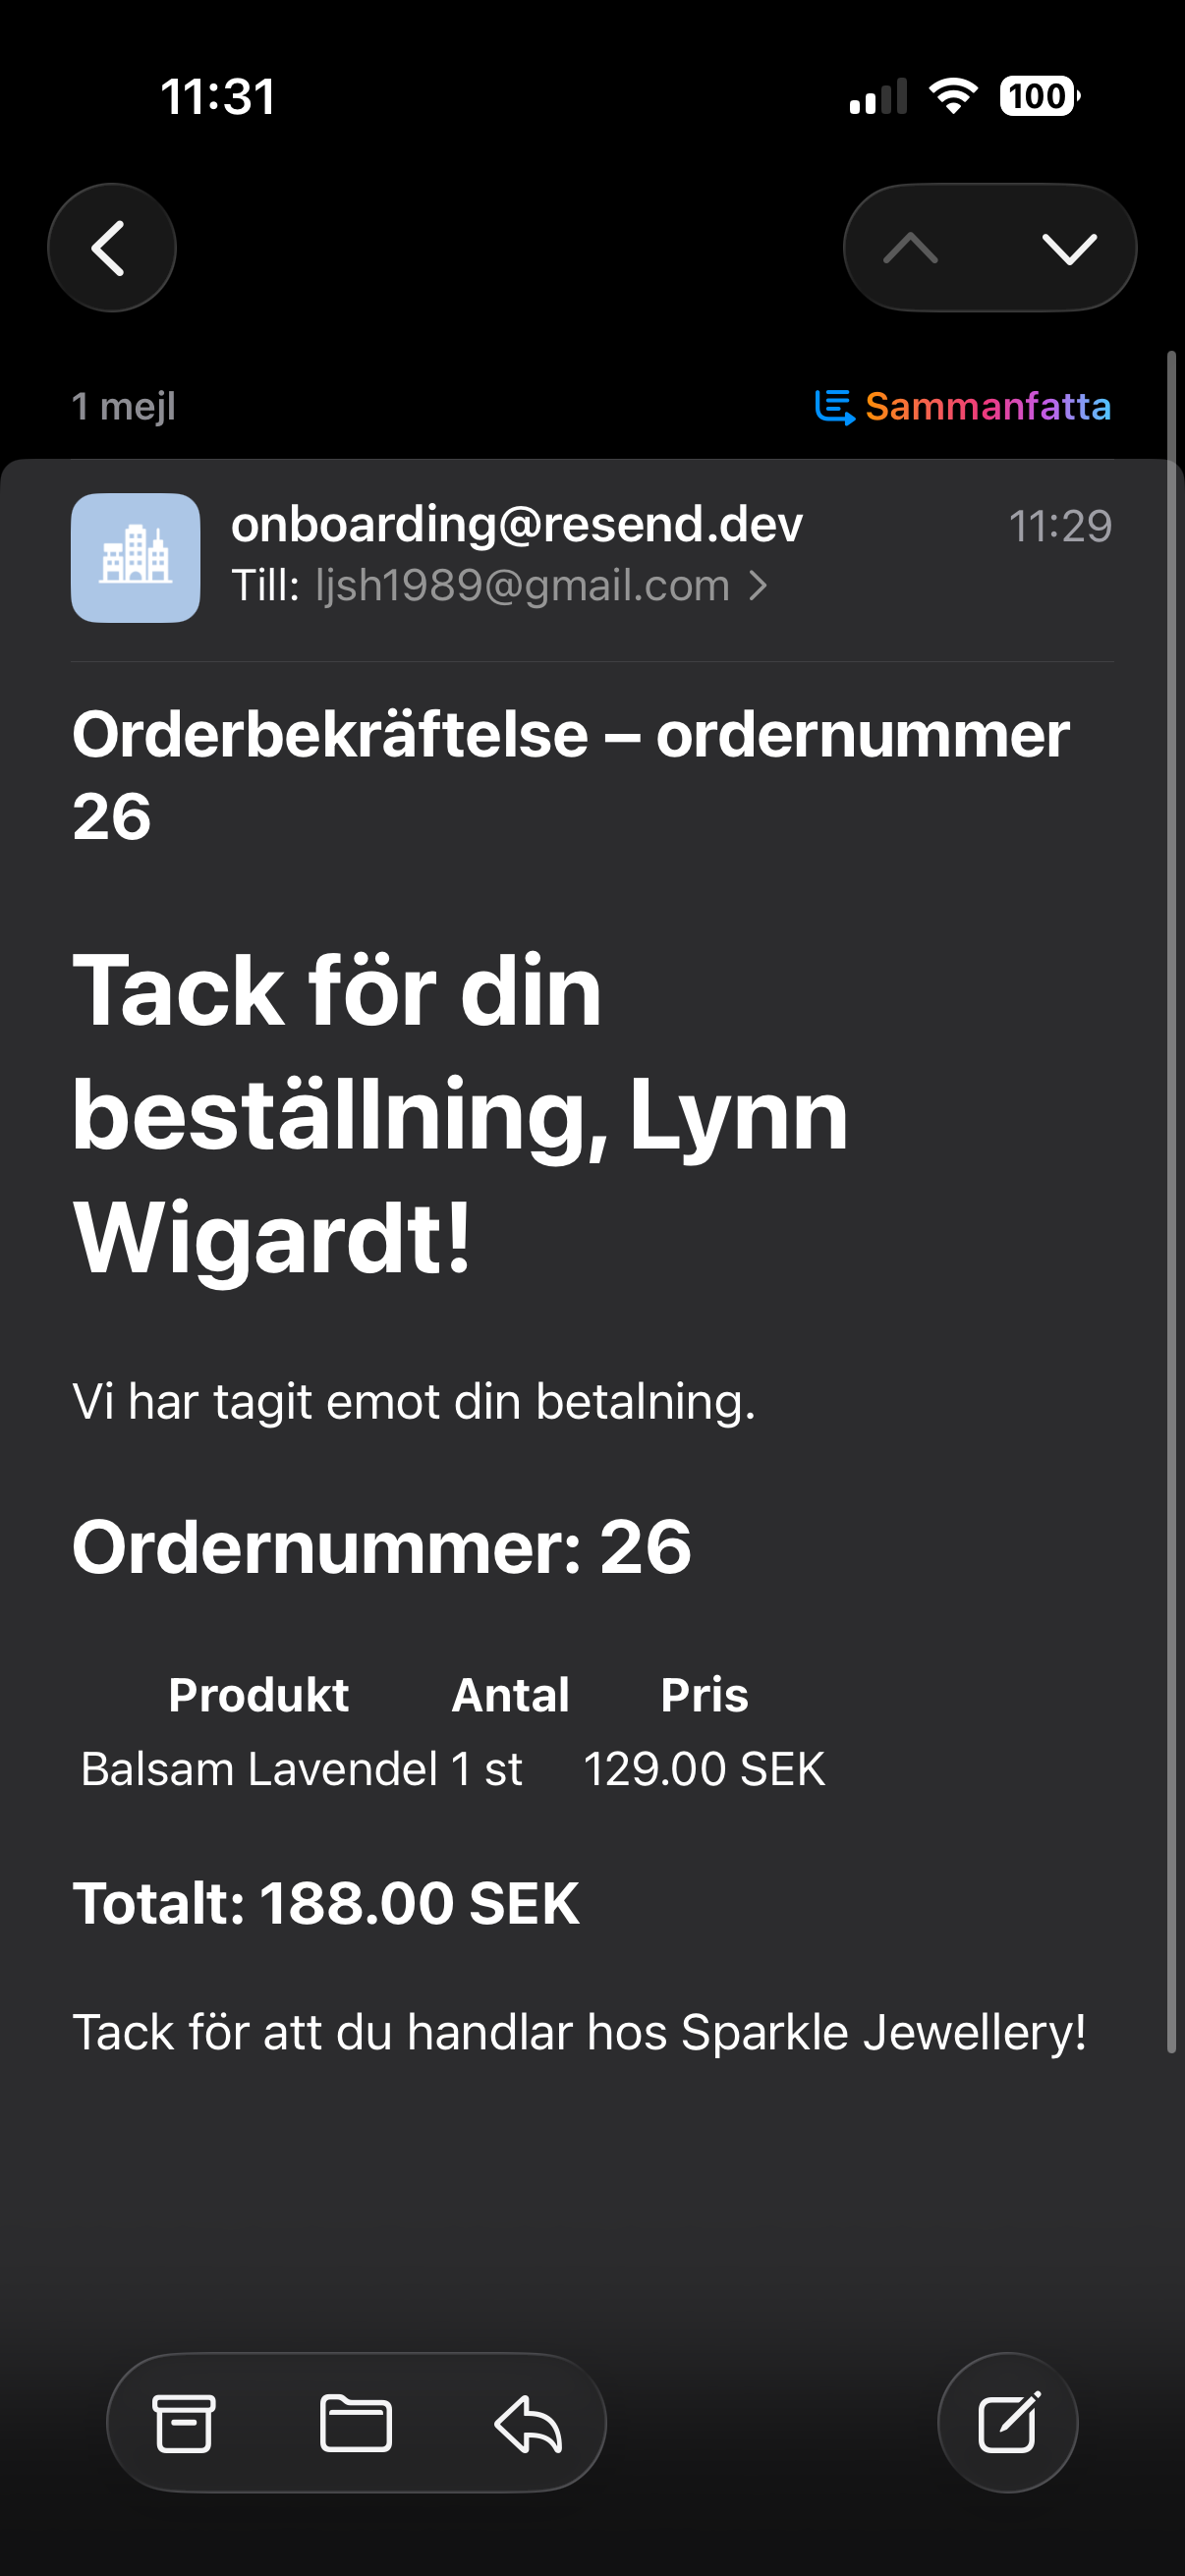 11:31
100
1 mejl
Sammanfatta
onboarding@resend.dev
11:29
Till: ljsh1989@gmail.com
Orderbekräftelse – ordernummer
26
Tack för din
beställning, Lynn
Wigardt!
Vi har tagit emot din betalning.
Ordernummer: 26
Produkt Antal Pris
Balsam Lavendel 1 st 129.00 SEK
Totalt: 188.00 SEK
Tack för att du handlar hos Sparkle Jewellery!